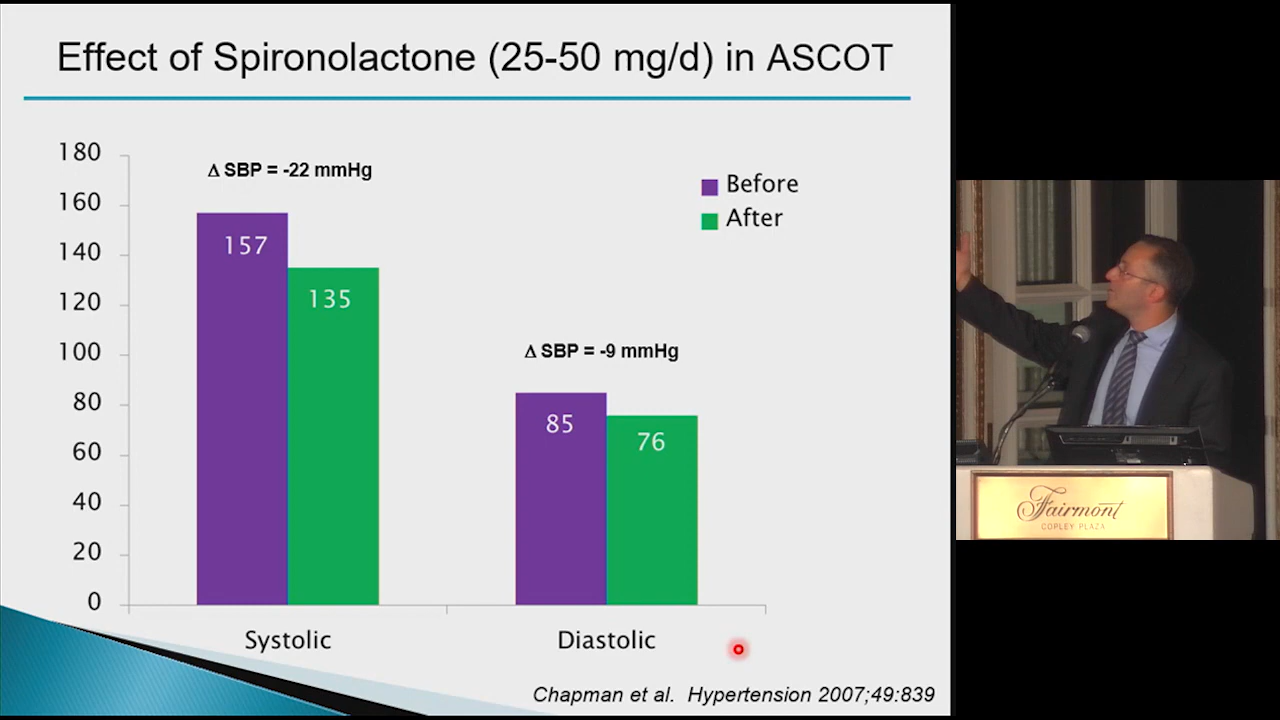 Effect of Spironolactone (25-50 mg/d) in ASCOT
180
160
140
120
100
80
60
40
20
0
Δ SBP = -22 mmHg
157
135
Δ SBP = -9 mmHg
85
76
Before
After
Systolic
Diastolic
Chapman et al. Hypertension 2007;49:839
Fairmont
COPLEY PLAZA